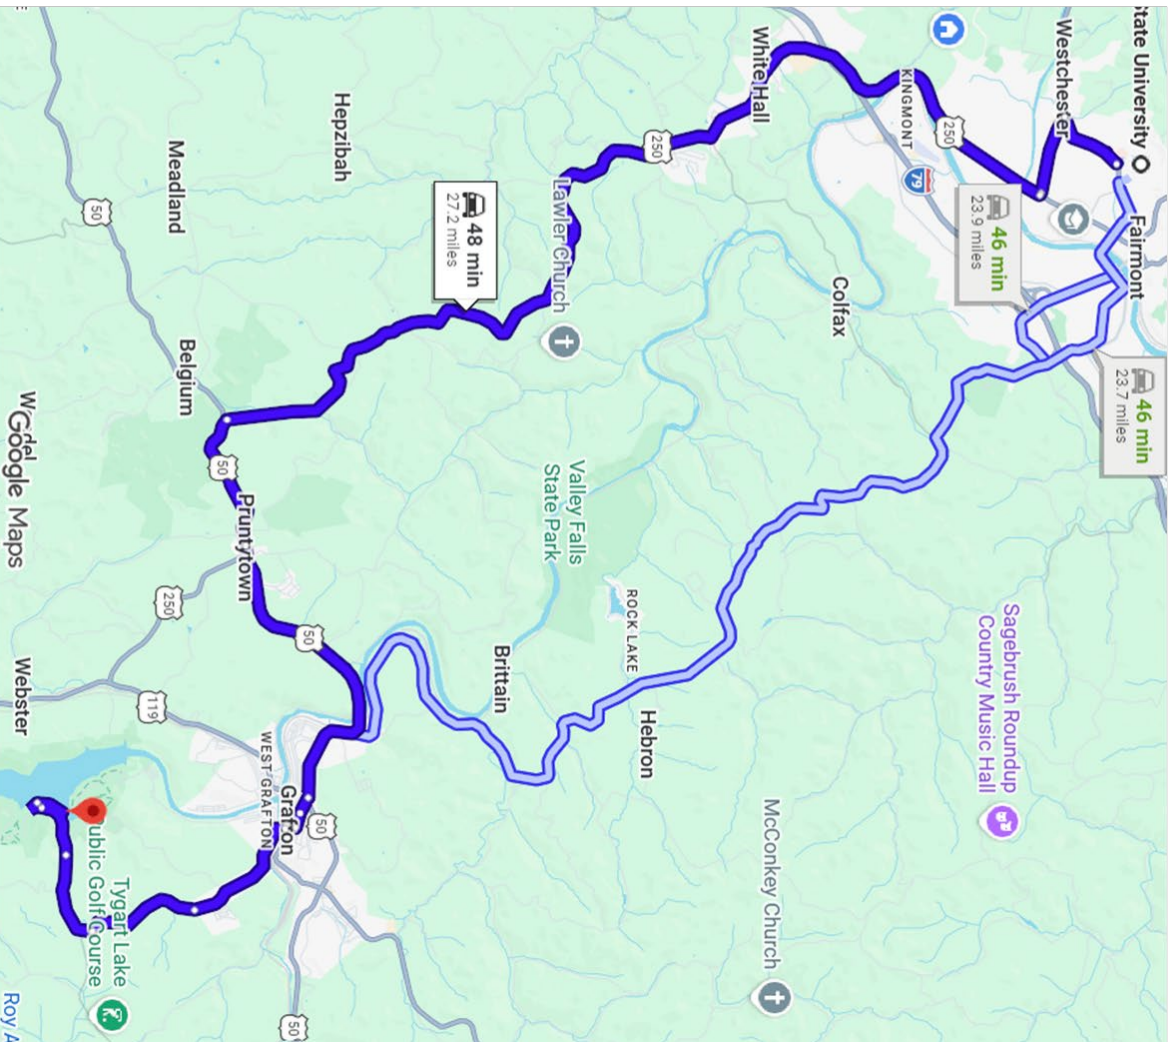 tate University
Fairmont
46 min
23.7 miles
Westchester
250
46 min
23.9 miles
Sagebrush Roundup
Country Music Hall
79
KINGMONT
Colfax
White Hall
McConkey Church
250
Hebron
ROCK LAKE
Lawler Church
Valley Falls
State Park
Brittain
48 min
27.2 miles
Hepzibah
50
50
Grafton
WEST GRAFTON
50
Pruntytown
50
Belgium
Meadland
250
119
50
Tygart Lake
Public Golf Course
Webster
Google Maps
Roy A